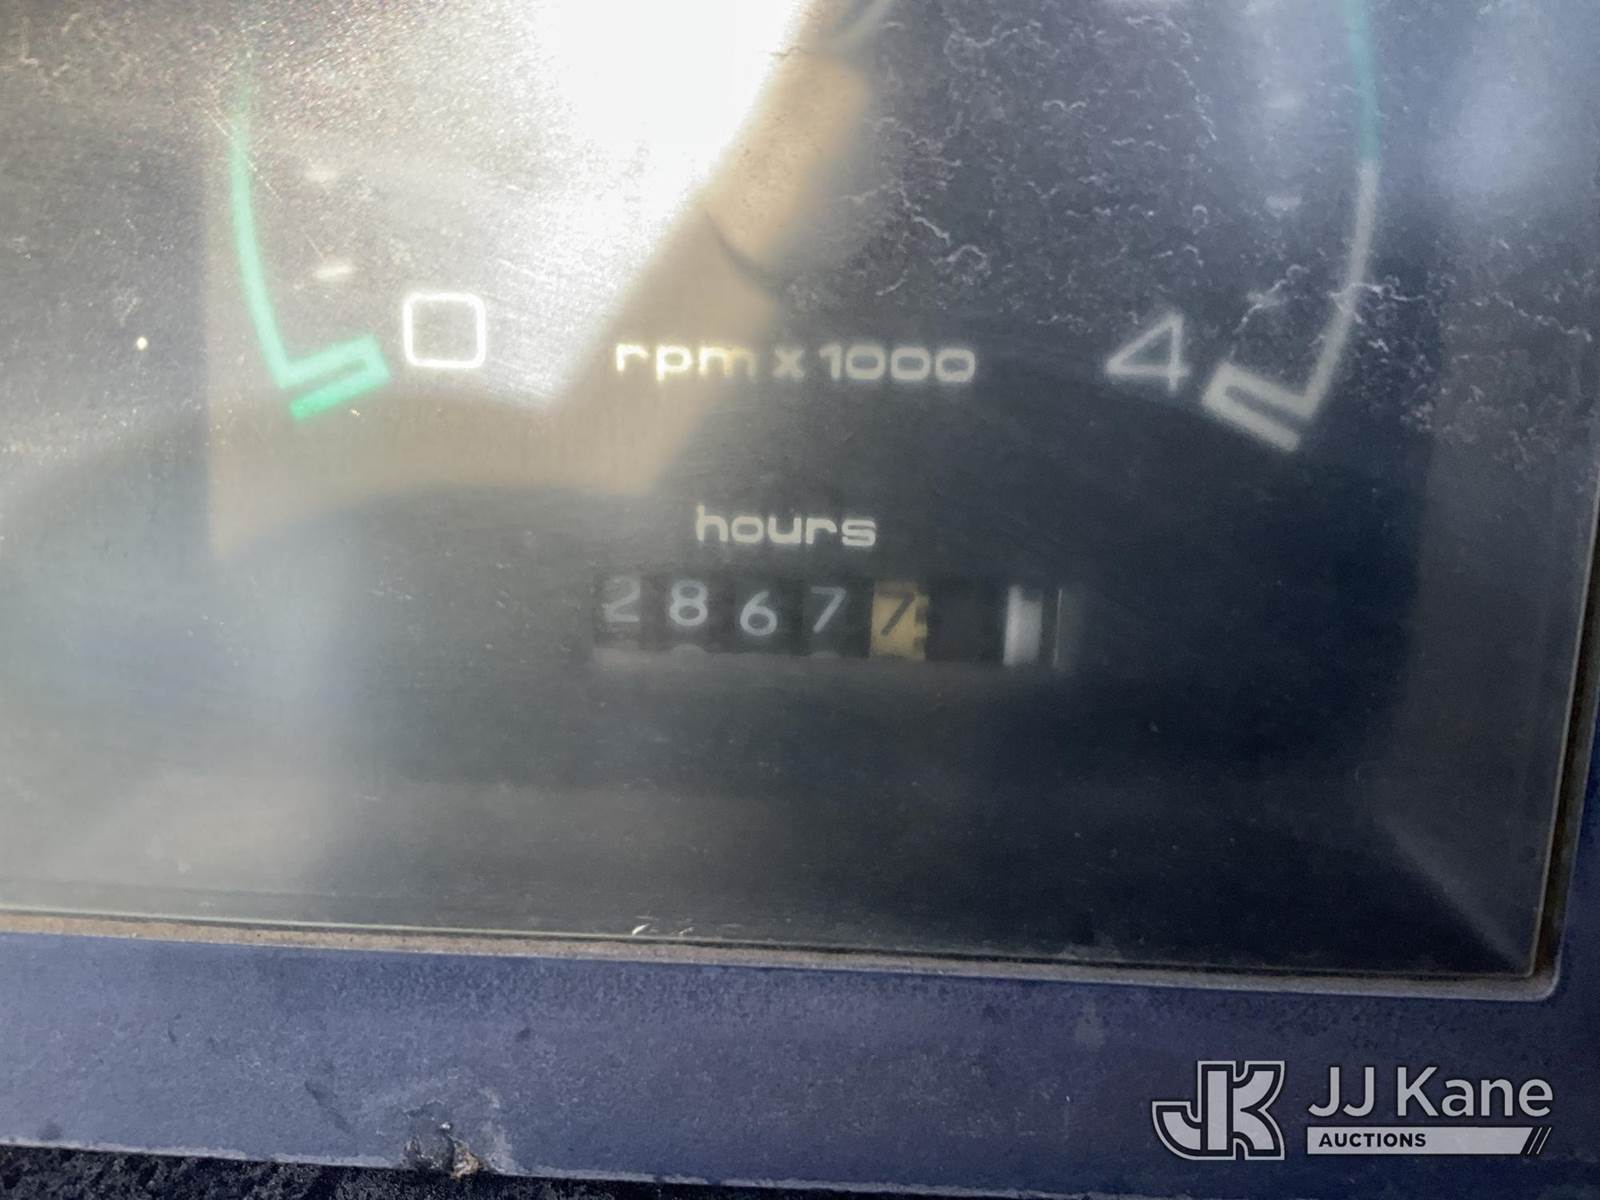 0 rpm x 1000 4
hours
28677
JK JJ Kane
AUCTIONS